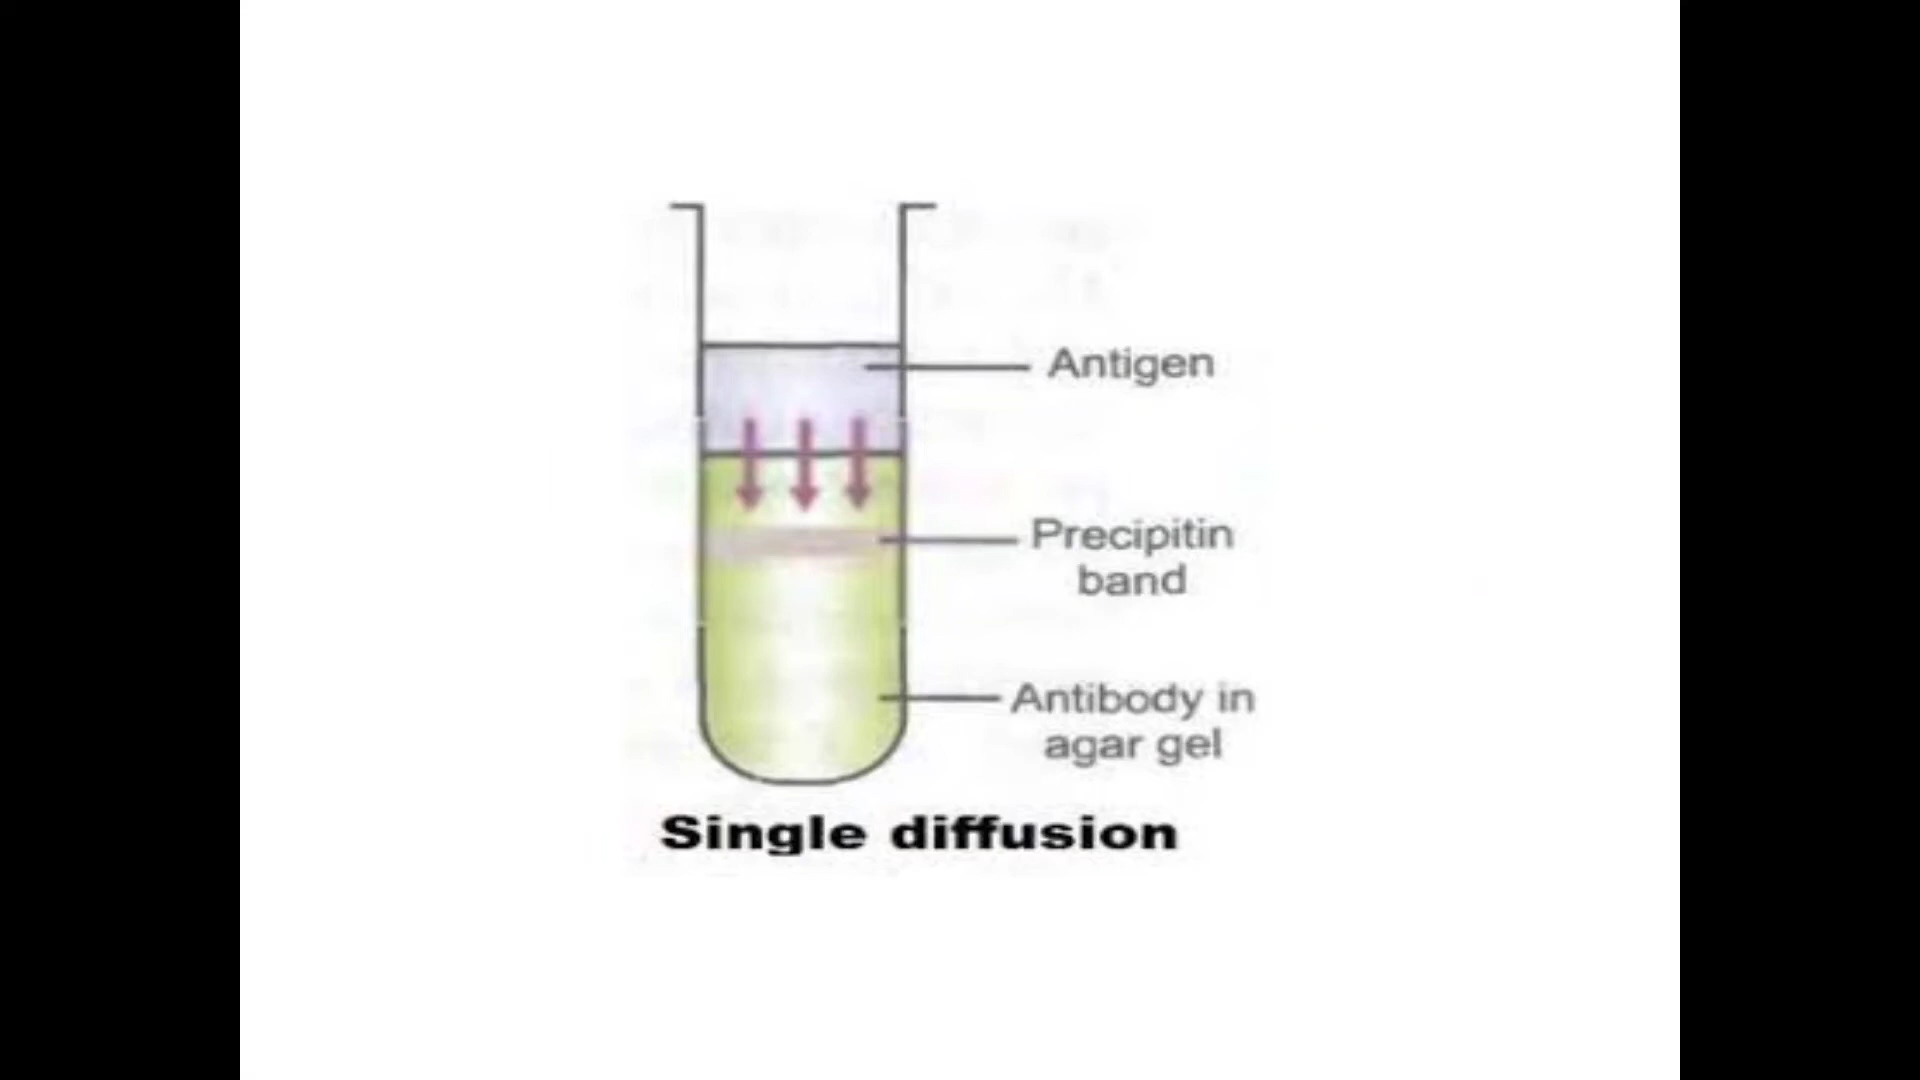 Antigen
Precipitin
band
Antibody in
agar gel
Single diffusion